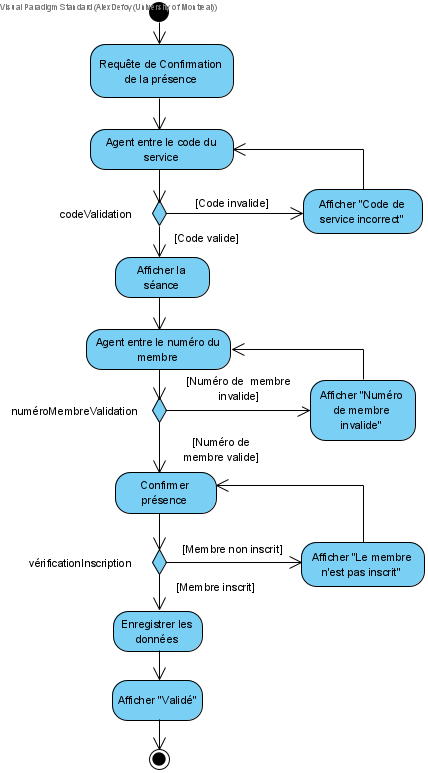 Visual Paradigm Standard(Alex Defoy(University of Montreal))
Requête de Confirmation
de la présence
Agent entre le code du
service
[Code invalide]
Afficher "Code de
service incorrect"
codeValidation
[Code valide]
Afficher la
séance
Agent entre le numéro du
membre
[Numéro de membre
invalide]
Afficher "Numéro
de membre
invalide"
numéroMembreValidation
[Numéro de
membre valide]
Confirmer
présence
[Membre non inscrit]
Afficher "Le membre
n'est pas inscrit"
vérificationInscription
[Membre inscrit]
Enregistrer les
données
Afficher "Validé"